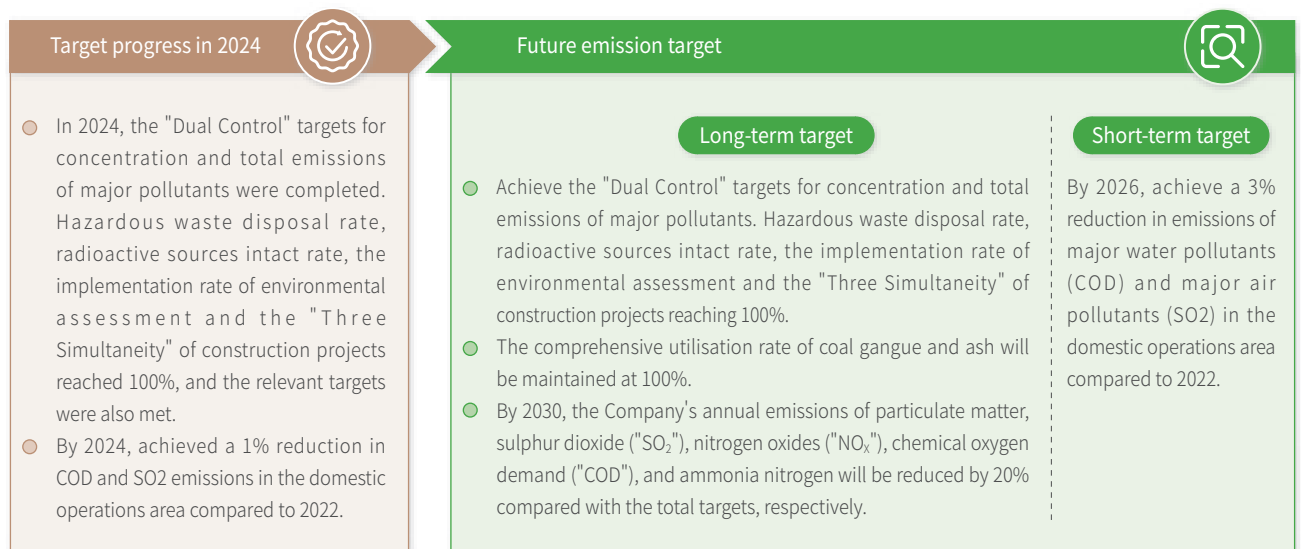 Target progress in 2024
In 2024, the "Dual Control" targets for
concentration and total emissions
of major pollutants were completed.
Hazardous waste disposal rate,
radioactive sources intact rate, the
implementation rate of environmental
assessment and the "Three
Simultaneity" of construction projects
reached 100%, and the relevant targets
were also met.
By 2024, achieved a 1% reduction in
COD and SO2 emissions in the domestic
operations area compared to 2022.
Future emission target
Long-term target
Achieve the "Dual Control" targets for concentration and total
emissions of major pollutants. Hazardous waste disposal rate,
radioactive sources intact rate, the implementation rate of
environmental assessment and the "Three Simultaneity" of
construction projects reaching 100%.
The comprehensive utilisation rate of coal gangue and ash will
be maintained at 100%.
By 2030, the Company's annual emissions of particulate matter,
sulphur dioxide ("SO₂"), nitrogen oxides ("NOₓ"), chemical oxygen
demand ("COD"), and ammonia nitrogen will be reduced by 20%
compared with the total targets, respectively.
Short-term target
By 2026, achieve a 3%
reduction in emissions of
major water pollutants
(COD) and major air
pollutants (SO2) in the
domestic operations area
compared to 2022.